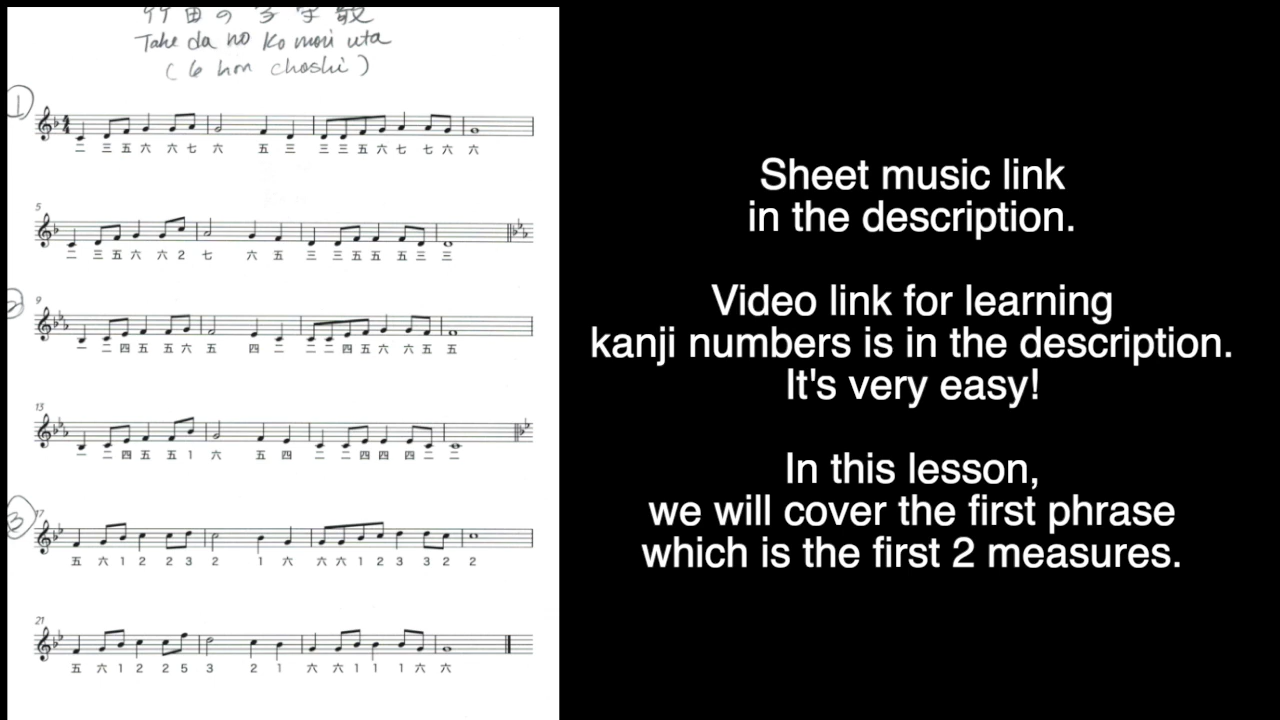 竹田の子守歌
Take da no Komori uta
( 6 hon choshi )
1
二 三 五 六 六 七 六 五 三 三 三 五 六 七 七 六 六
5
二 三 五 六 六 2 七 六 五 三 三 五 五 五 三 三
2
9
一 二 四 五 五 六 五 四 二 二 二 四 五 六 六 五 五
13
一 二 四 五 五 1 六 五 四 二 二 四 四 四 二 二
3
17
五 六 1 2 2 3 2 1 六 六 六 1 2 3 3 2 2
21
五 六 1 2 2 5 3 2 1 六 六 1 1 1 六 六
Sheet music link
in the description.
Video link for learning
kanji numbers is in the description.
It's very easy!
In this lesson,
we will cover the first phrase
which is the first 2 measures.